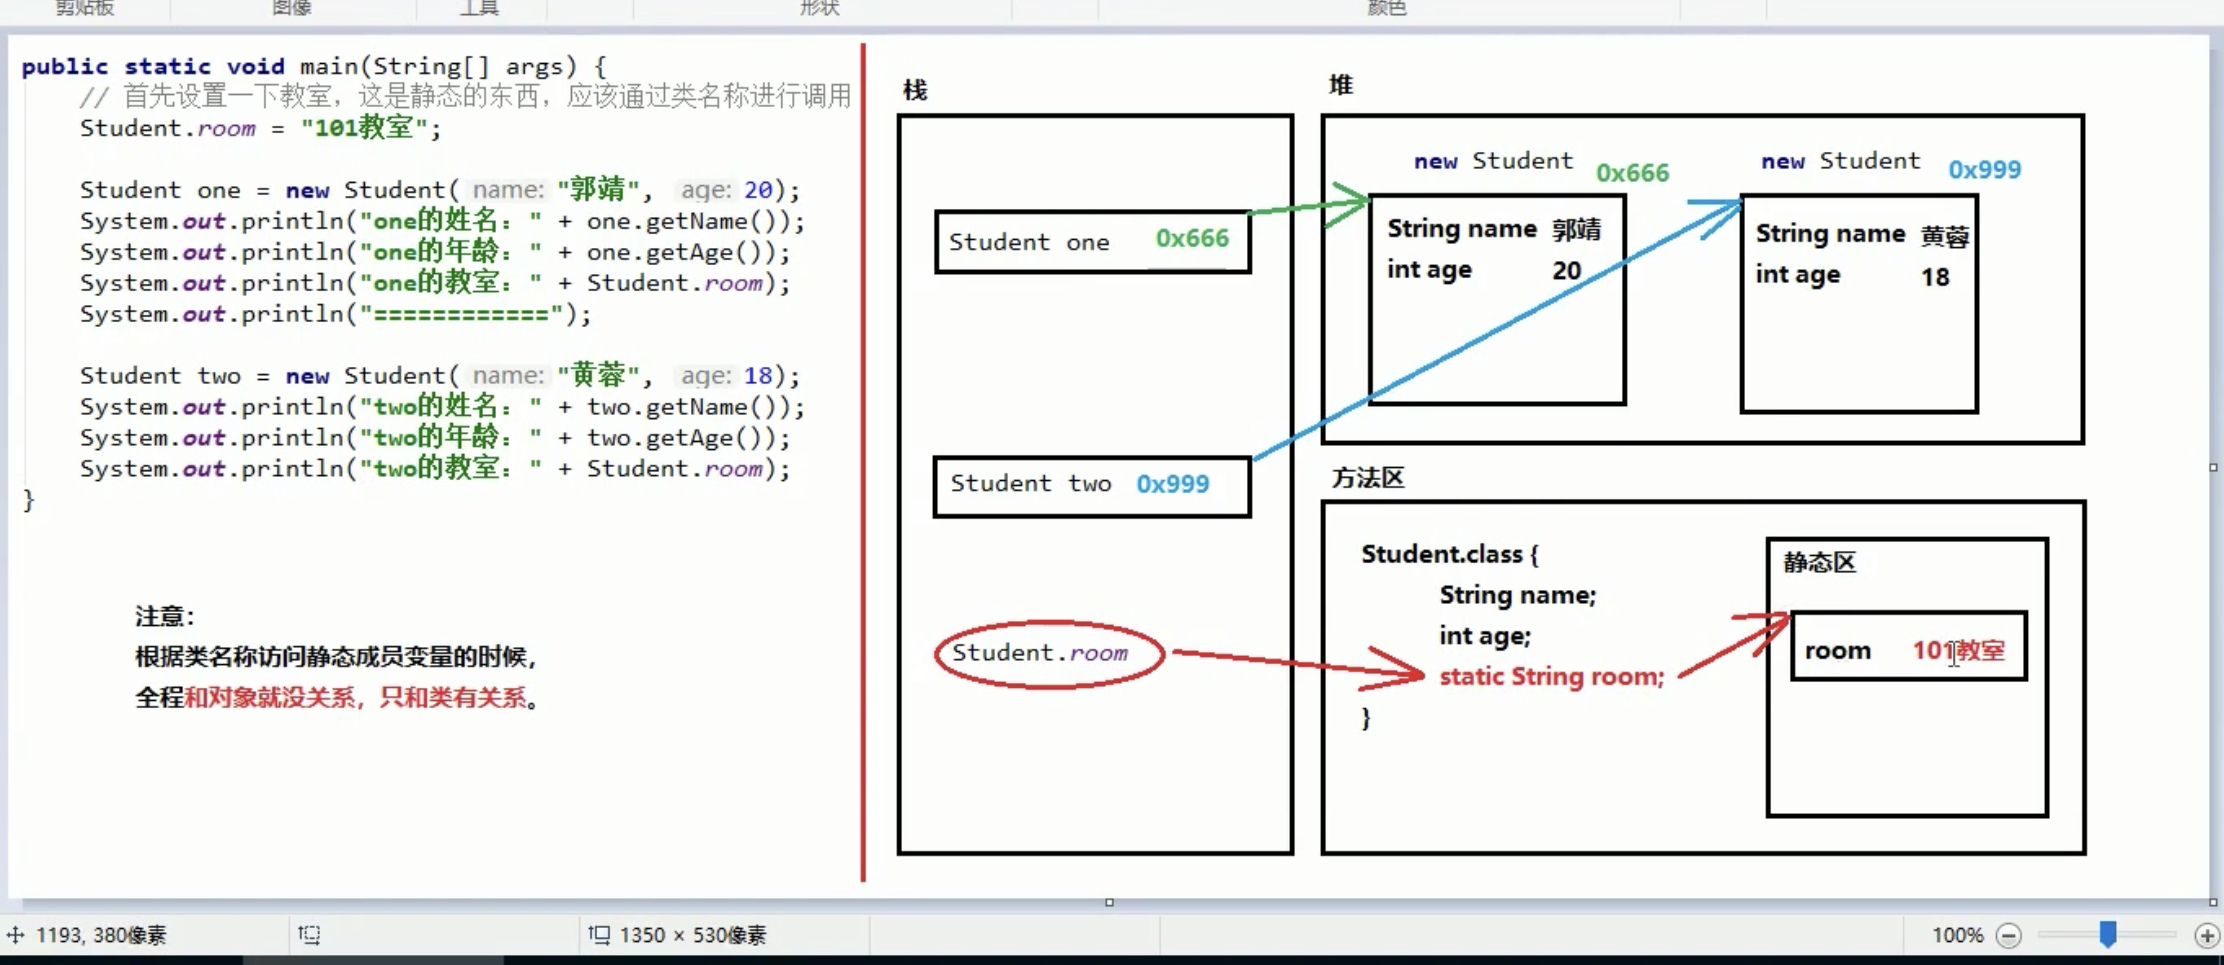 剪贴板
图像
工具
形状
颜色
public static void main(String[] args) {
// 首先设置一下教室，这是静态的东西，应该通过类名称进行调用
Student.room = "101教室";
Student one = new Student( name: "郭靖", age: 20);
System.out.println("one的姓名：" + one.getName());
System.out.println("one的年龄：" + one.getAge());
System.out.println("one的教室：" + Student.room);
System.out.println("============");
Student two = new Student( name: "黄蓉", age: 18);
System.out.println("two的姓名：" + two.getName());
System.out.println("two的年龄：" + two.getAge());
System.out.println("two的教室：" + Student.room);
}
注意：
根据类名称访问静态成员变量的时候，
全程和对象就没关系，只和类有关系。
栈
Student one 0x666
Student two 0x999
Student.room
堆
new Student 0x666
String name 郭靖
int age 20
new Student 0x999
String name 黄蓉
int age 18
方法区
Student.class {
String name;
int age;
static String room;
}
静态区
room 101教室
1193, 380像素
1350 × 530像素
100%